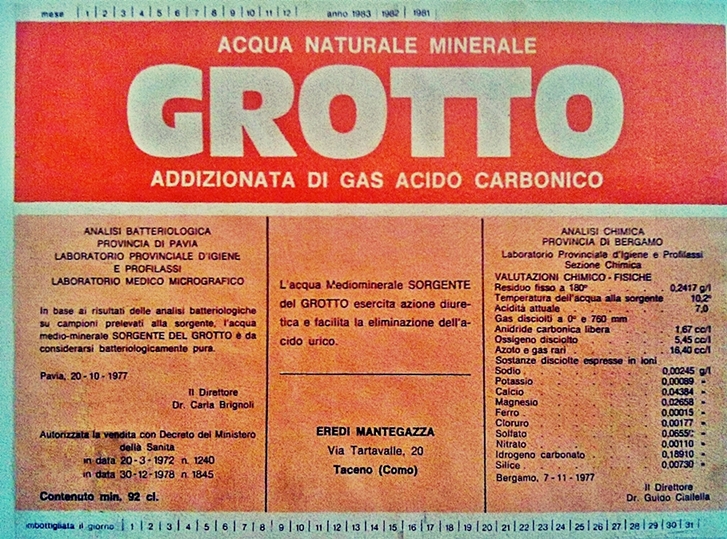 mese 1 2 3 4 5 6 7 8 9 10 11 12 anno 1983 1982 1981
ACQUA NATURALE MINERALE
GROTTO
ADDIZIONATA DI GAS ACIDO CARBONICO
ANALISI BATTERIOLOGICA
PROVINCIA DI PAVIA
LABORATORIO PROVINCIALE D'IGIENE
E PROFILASSI
LABORATORIO MEDICO MICROGRAFICO
In base ai risultati delle analisi batteriologiche
su campioni prelevati alla sorgente, l'acqua
medio-minerale SORGENTE DEL GROTTO è da
considerarsi batteriologicamente pura.
Pavia, 20 - 10 - 1977
Il Direttore
Dr. Carla Brignoli
Autorizzata la vendita con Decreto del Ministero
della Sanità
in data 20 - 3 - 1972 n. 1240
in data 30 - 12 - 1978 n. 1845
Contenuto min. 92 cl.
L'acqua Mediominerale SORGENTE
del GROTTO esercita azione diure-
tica e facilita la eliminazione dell'a-
cido urico.
EREDI MANTEGAZZA
Via Tartavalle, 20
Taceno (Como)
ANALISI CHIMICA
PROVINCIA DI BERGAMO
Laboratorio Provinciale d'Igiene e Profilassi
Sezione Chimica
VALUTAZIONI CHIMICO - FISICHE
Residuo fisso a 180° 0,2417 g/l
Temperatura dell'acqua alla sorgente 10,2°
Acidità attuale 7,0
Gas disciolti a 0° e 760 mm
Anidride carbonica libera 1,67 cc/l
Ossigeno disciolto 5,45 cc/l
Azoto e gas rari 16,40 cc/l
Sostanze disciolte espresse in ioni
Sodio 0,00245 g/l
Potassio 0,00089 »
Calcio 0,04384 »
Magnesio 0,02658 »
Ferro 0,00015 »
Cloruro 0,00177 »
Solfato »
Nitrato 0,00110 »
Idrogeno carbonato 0,18910 »
Silice 0,00730 »
Bergamo, 7 - 11 - 1977
Il Direttore
Dr. Guido Ciallella
imbottigliata il giorno 1 2 3 4 5 6 7 8 9 10 11 12 13 14 15 16 17 18 19 20 21 22 23 24 25 26 27 28 29 30 31